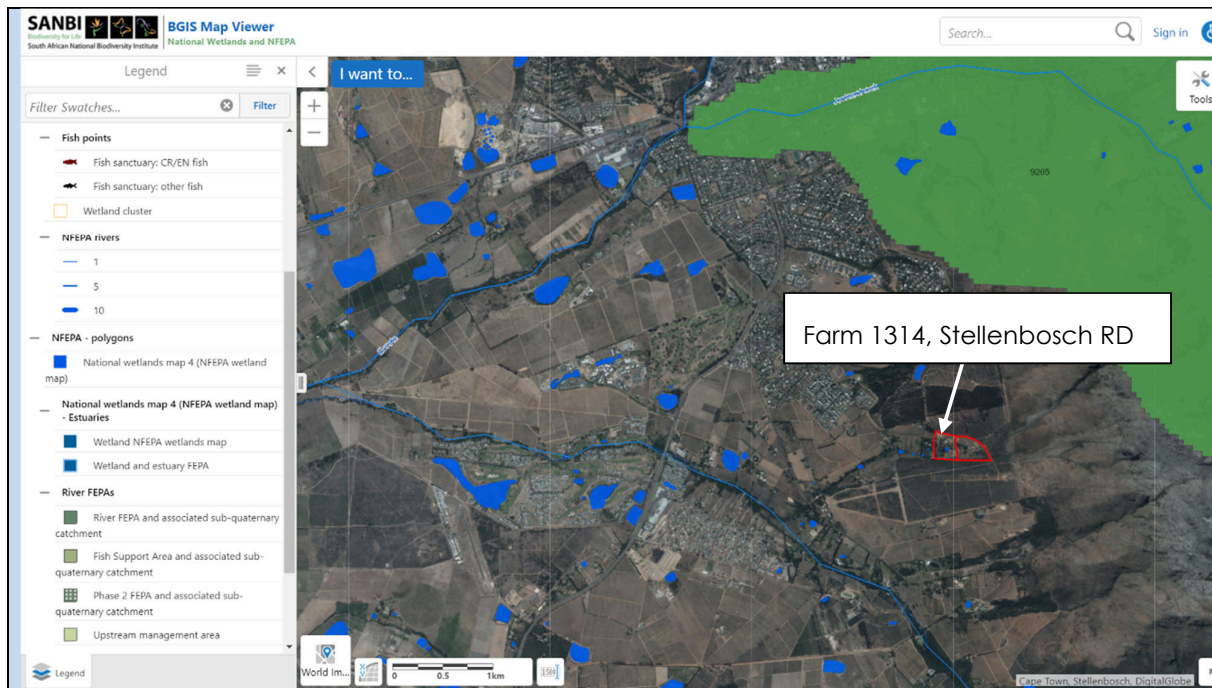 SANBI
Biodiversity for Life
South African National Biodiversity Institute
BGIS Map Viewer
National Wetlands and NFEPA
Search...
Sign in
Legend
I want to...
Tools
Filter Swatches...
Filter
Fish points
Fish sanctuary: CR/EN fish
Fish sanctuary: other fish
Wetland cluster
NFEPA rivers
1
5
10
NFEPA - polygons
National wetlands map 4 (NFEPA wetland
map)
National wetlands map 4 (NFEPA wetland map)
- Estuaries
Wetland NFEPA wetlands map
Wetland and estuary FEPA
River FEPAs
River FEPA and associated sub-quaternary
catchment
Fish Support Area and associated sub-
quaternary catchment
Phase 2 FEPA and associated sub-
quaternary catchment
Upstream management area
Legend
9205
Farm 1314, Stellenbosch RD
World Im...
0 0.5 1km
Cape Town, Stellenbosch, DigitalGlobe